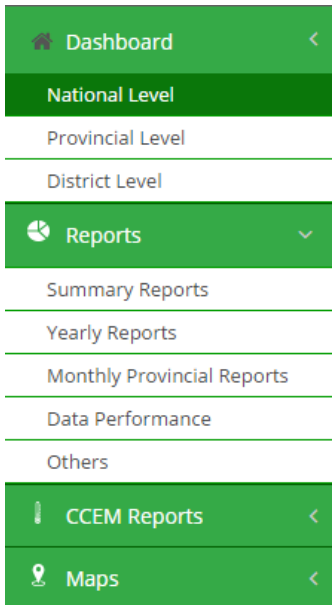 Dashboard
National Level
Provincial Level
District Level
Reports
Summary Reports
Yearly Reports
Monthly Provincial Reports
Data Performance
Others
CCEM Reports
Maps